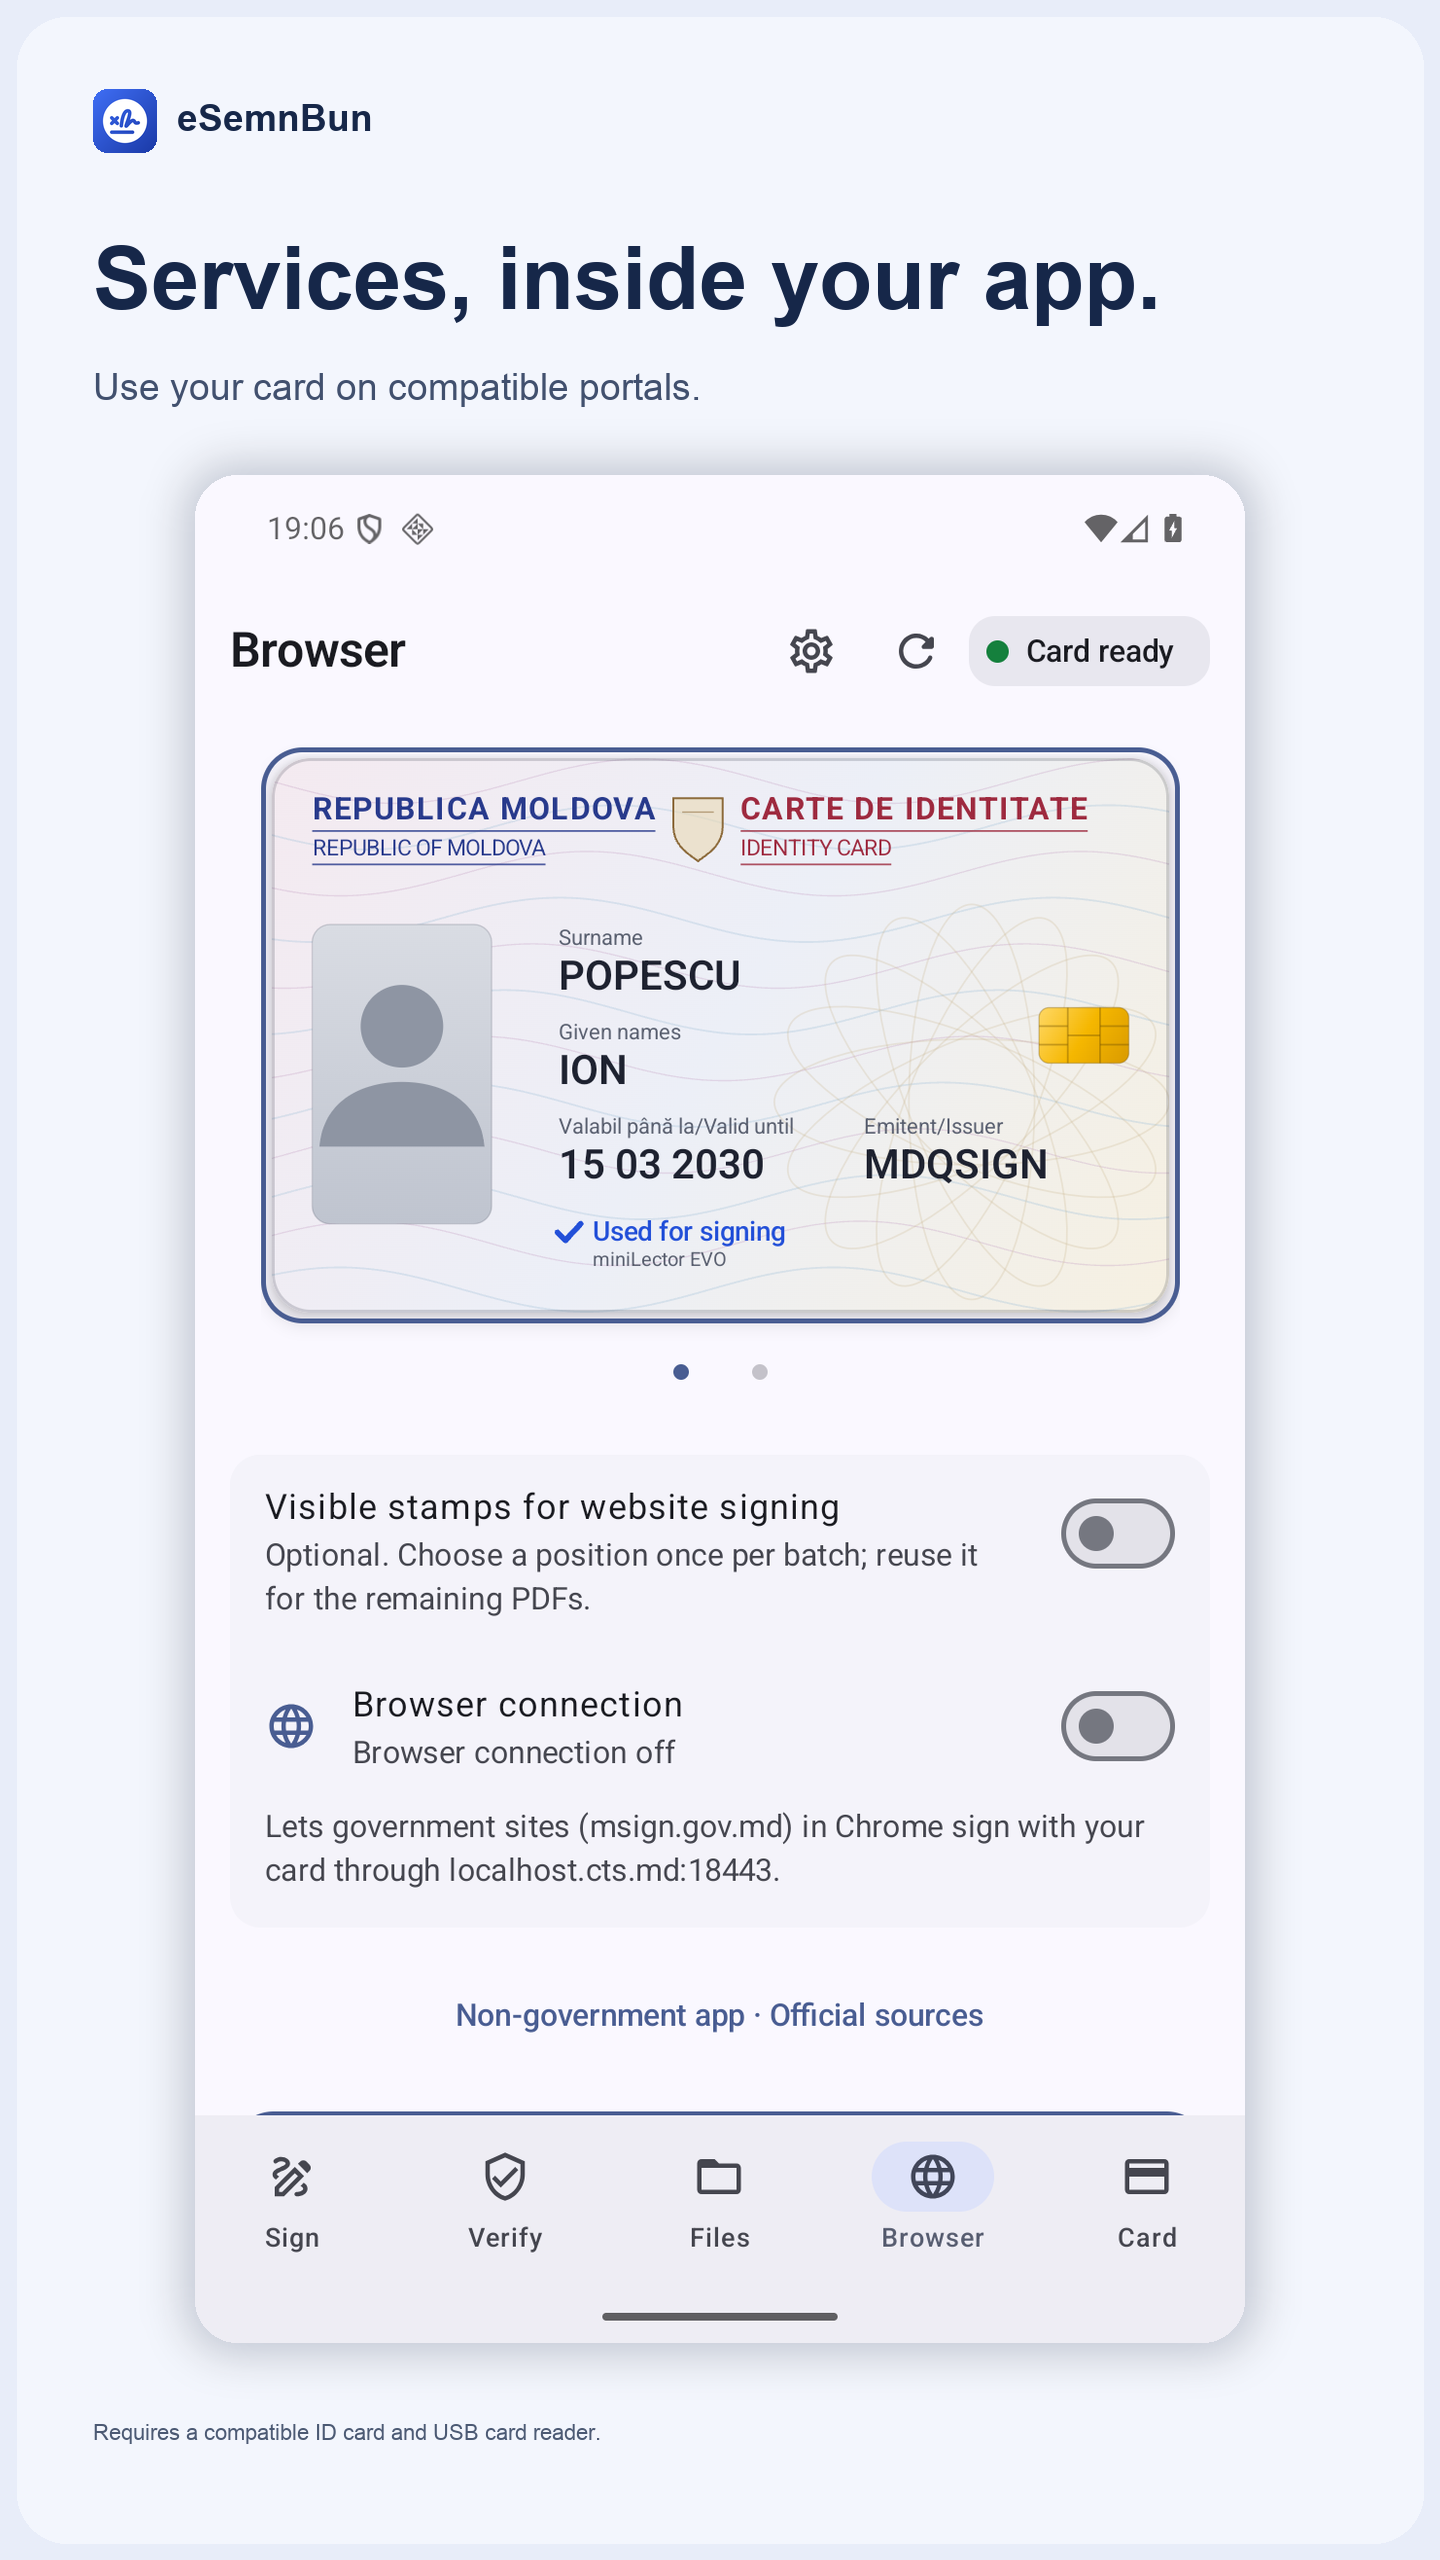 eSemnBun
Services, inside your app.
Use your card on compatible portals.
19:06
Browser
Card ready
REPUBLICA MOLDOVA
CARTE DE IDENTITATE
REPUBLIC OF MOLDOVA
IDENTITY CARD
Surname
POPESCU
Given names
ION
Valabil până la/Valid until
Emitent/Issuer
15 03 2030
MDQSIGN
Used for signing
miniLector EVO
Visible stamps for website signing
Optional. Choose a position once per batch; reuse it
for the remaining PDFs.
Browser connection
Browser connection off
Lets government sites (msign.gov.md) in Chrome sign with your
card through localhost.cts.md:18443.
Non-government app · Official sources
Sign
Verify
Files
Browser
Card
Requires a compatible ID card and USB card reader.